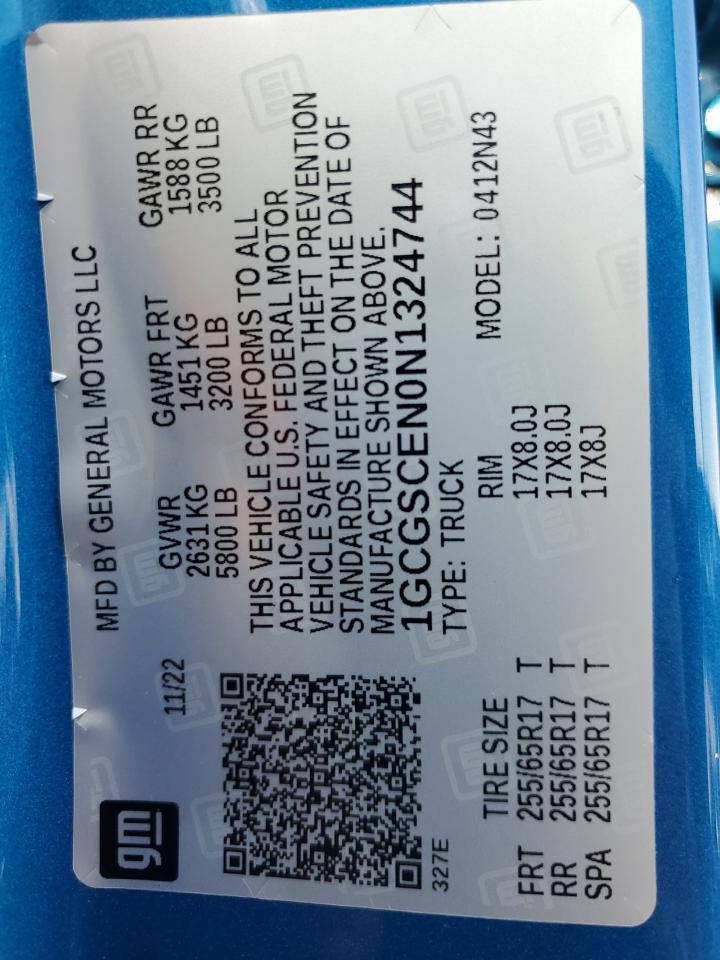 gm
MFD BY GENERAL MOTORS LLC
11/22
GVWR GAWR FRT GAWR RR
2631 KG 1451 KG 1588 KG
5800 LB 3200 LB 3500 LB
THIS VEHICLE CONFORMS TO ALL
APPLICABLE U.S. FEDERAL MOTOR
VEHICLE SAFETY AND THEFT PREVENTION
STANDARDS IN EFFECT ON THE DATE OF
MANUFACTURE SHOWN ABOVE.
1GCGSCEN0N1324744
327E
TYPE: TRUCK
MODEL: 0412N43
TIRE SIZE RIM
FRT 255/65R17 T 17X8.0J
RR 255/65R17 T 17X8.0J
SPA 255/65R17 T 17X8J